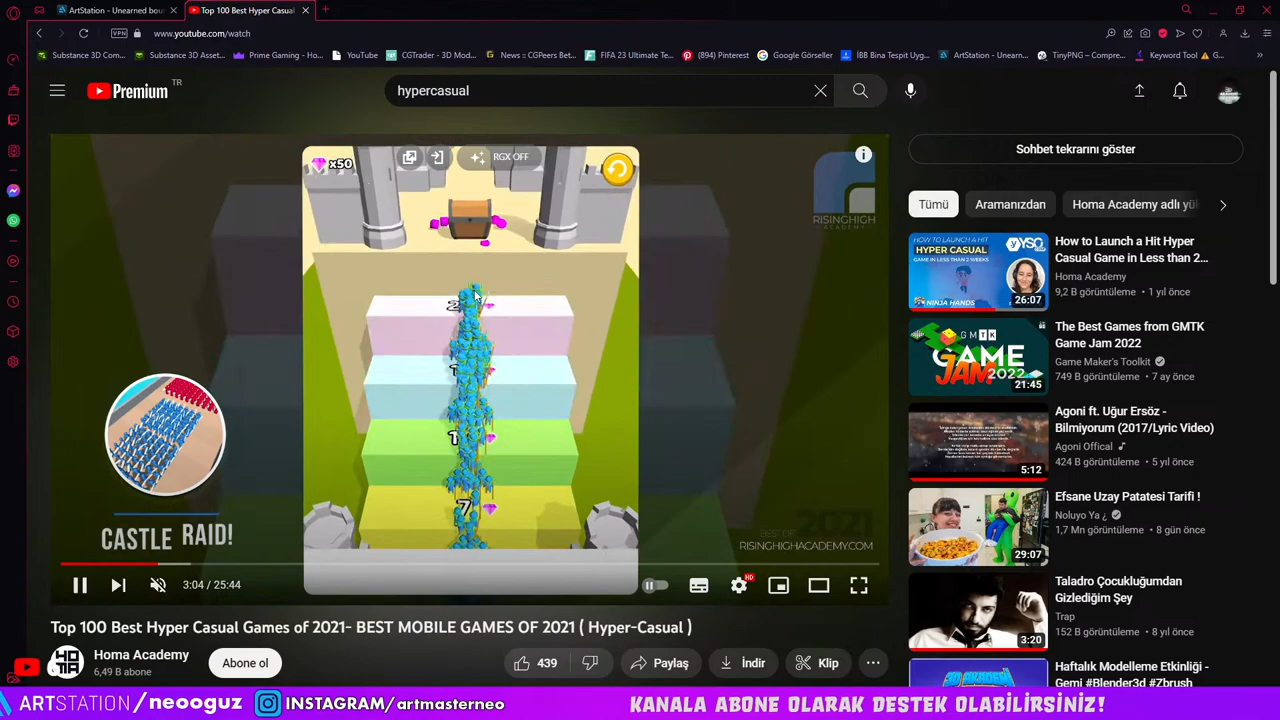 ArtStation - Unearned bou
Top 100 Best Hyper Casual
VPN
www.youtube.com/watch
Substance 3D Com...
Substance 3D Asset...
Prime Gaming - Ho...
YouTube
CGTrader - 3D Mod...
News :: CGPeers Bet...
FIFA 23 Ultimate Te...
(894) Pinterest
Google Görseller
İBB Bina Tespit Uyg...
ArtStation - Unearn...
TinyPNG – Compre...
Keyword Tool ⚠ G...
Premium TR
hypercasual
x50
RGX OFF
RISINGHIGH
ACADEMY
7
CASTLE RAID!
BEST OF
2021
RISINGHIGHACADEMY.COM
3:04 / 25:44
HD
Top 100 Best Hyper Casual Games of 2021- BEST MOBILE GAMES OF 2021 ( Hyper-Casual )
Homa Academy
6,49 B abone
Abone ol
439
Paylaş
İndir
Klip
Sohbet tekrarını göster
Tümü
Aramanızdan
Homa Academy adlı yük
HOW TO LAUNCH A HIT
HYPER CASUAL
GAME IN LESS THAN 2 WEEKS
NINJA HANDS
YSO
26:07
How to Launch a Hit Hyper
Casual Game in Less than 2...
Homa Academy
9,2 B görüntüleme • 1 yıl önce
GMTK
GAME
JAM
2022
21:45
The Best Games from GMTK
Game Jam 2022
Game Maker's Toolkit
749 B görüntüleme • 7 ay önce
5:12
Agoni ft. Uğur Ersöz -
Bilmiyorum (2017/Lyric Video)
Agoni Offical
424 B görüntüleme • 5 yıl önce
29:07
Efsane Uzay Patatesi Tarifi !
Noluyo Ya ¿
1,7 Mn görüntüleme • 8 gün önce
3:20
Taladro Çocukluğumdan
Gizlediğim Şey
Trap
152 B görüntüleme • 8 yıl önce
3D AKADEMİ
Haftalık Modelleme Etkinliği -
Gemi #Blender3d #Zbrush
ARTSTATION/neooguz
INSTAGRAM/artmasterneo
KANALA ABONE OLARAK DESTEK OLABİLİRSİNİZ!